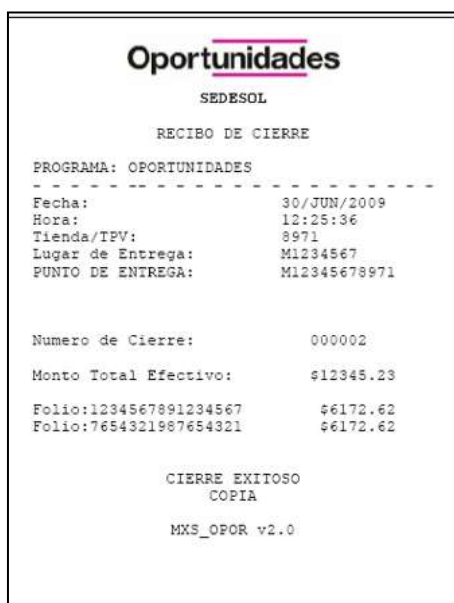 Oportunidades
SEDESOL
RECIBO DE CIERRE
PROGRAMA: OPORTUNIDADES
- - - - - -- - - - - - - - - - - - - - - - -
Fecha: 30/JUN/2009
Hora: 12:25:36
Tienda/TPV: 8971
Lugar de Entrega: M1234567
PUNTO DE ENTREGA: M12345678971
Numero de Cierre: 000002
Monto Total Efectivo: $12345.23
Folio:1234567891234567 $6172.62
Folio:7654321987654321 $6172.62
CIERRE EXITOSO
COPIA
MXS_OPOR v2.0